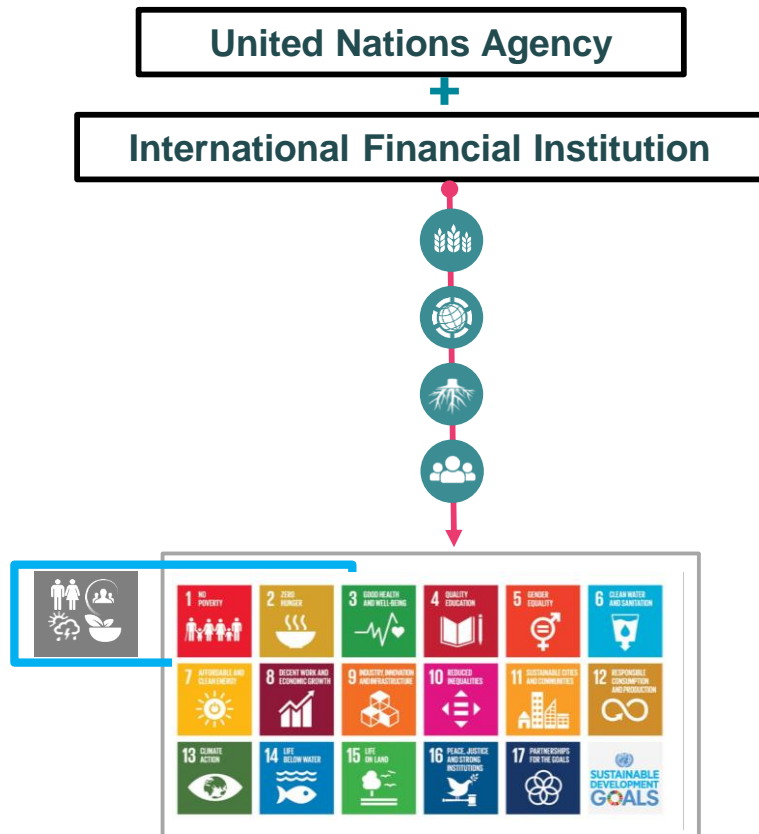 United Nations Agency
+
International Financial Institution
1 NO
POVERTY
2 ZERO
HUNGER
3 GOOD HEALTH
AND WELL-BEING
4 QUALITY
EDUCATION
5 GENDER
EQUALITY
6 CLEAN WATER
AND SANITATION
7 AFFORDABLE AND
CLEAN ENERGY
8 DECENT WORK AND
ECONOMIC GROWTH
9 INDUSTRY, INNOVATION
AND INFRASTRUCTURE
10 REDUCED
INEQUALITIES
11 SUSTAINABLE CITIES
AND COMMUNITIES
12 RESPONSIBLE
CONSUMPTION
AND PRODUCTION
13 CLIMATE
ACTION
14 LIFE
BELOW WATER
15 LIFE
ON LAND
16 PEACE, JUSTICE
AND STRONG
INSTITUTIONS
17 PARTNERSHIPS
FOR THE GOALS
SUSTAINABLE
DEVELOPMENT
GOALS